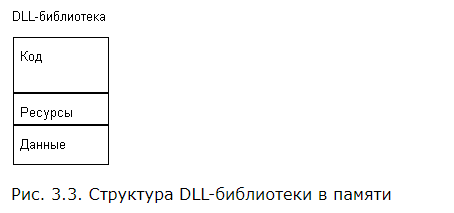 DLL-библиотека
Код
Ресурсы
Данные
Рис. 3.3. Структура DLL-библиотеки в памяти